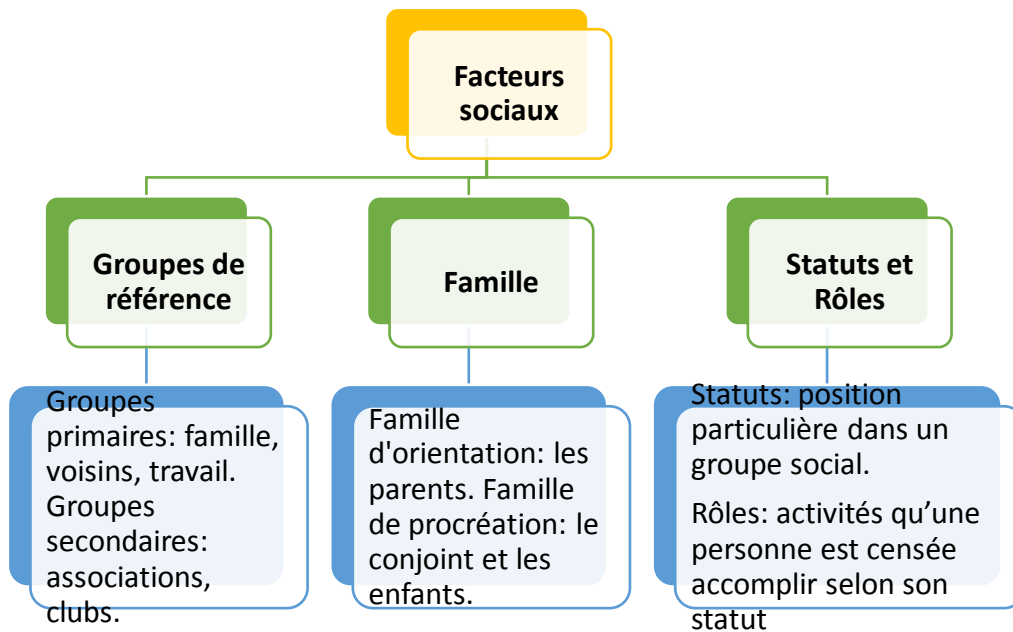 Facteurs
sociaux
Groupes de
référence
Famille
Statuts et
Rôles
Groupes
primaires: famille,
voisins, travail.
Groupes
secondaires:
associations,
clubs.
Famille
d'orientation: les
parents. Famille
de procréation: le
conjoint et les
enfants.
Statuts: position
particulière dans un
groupe social.
Rôles: activités qu’une
personne est censée
accomplir selon son
statut